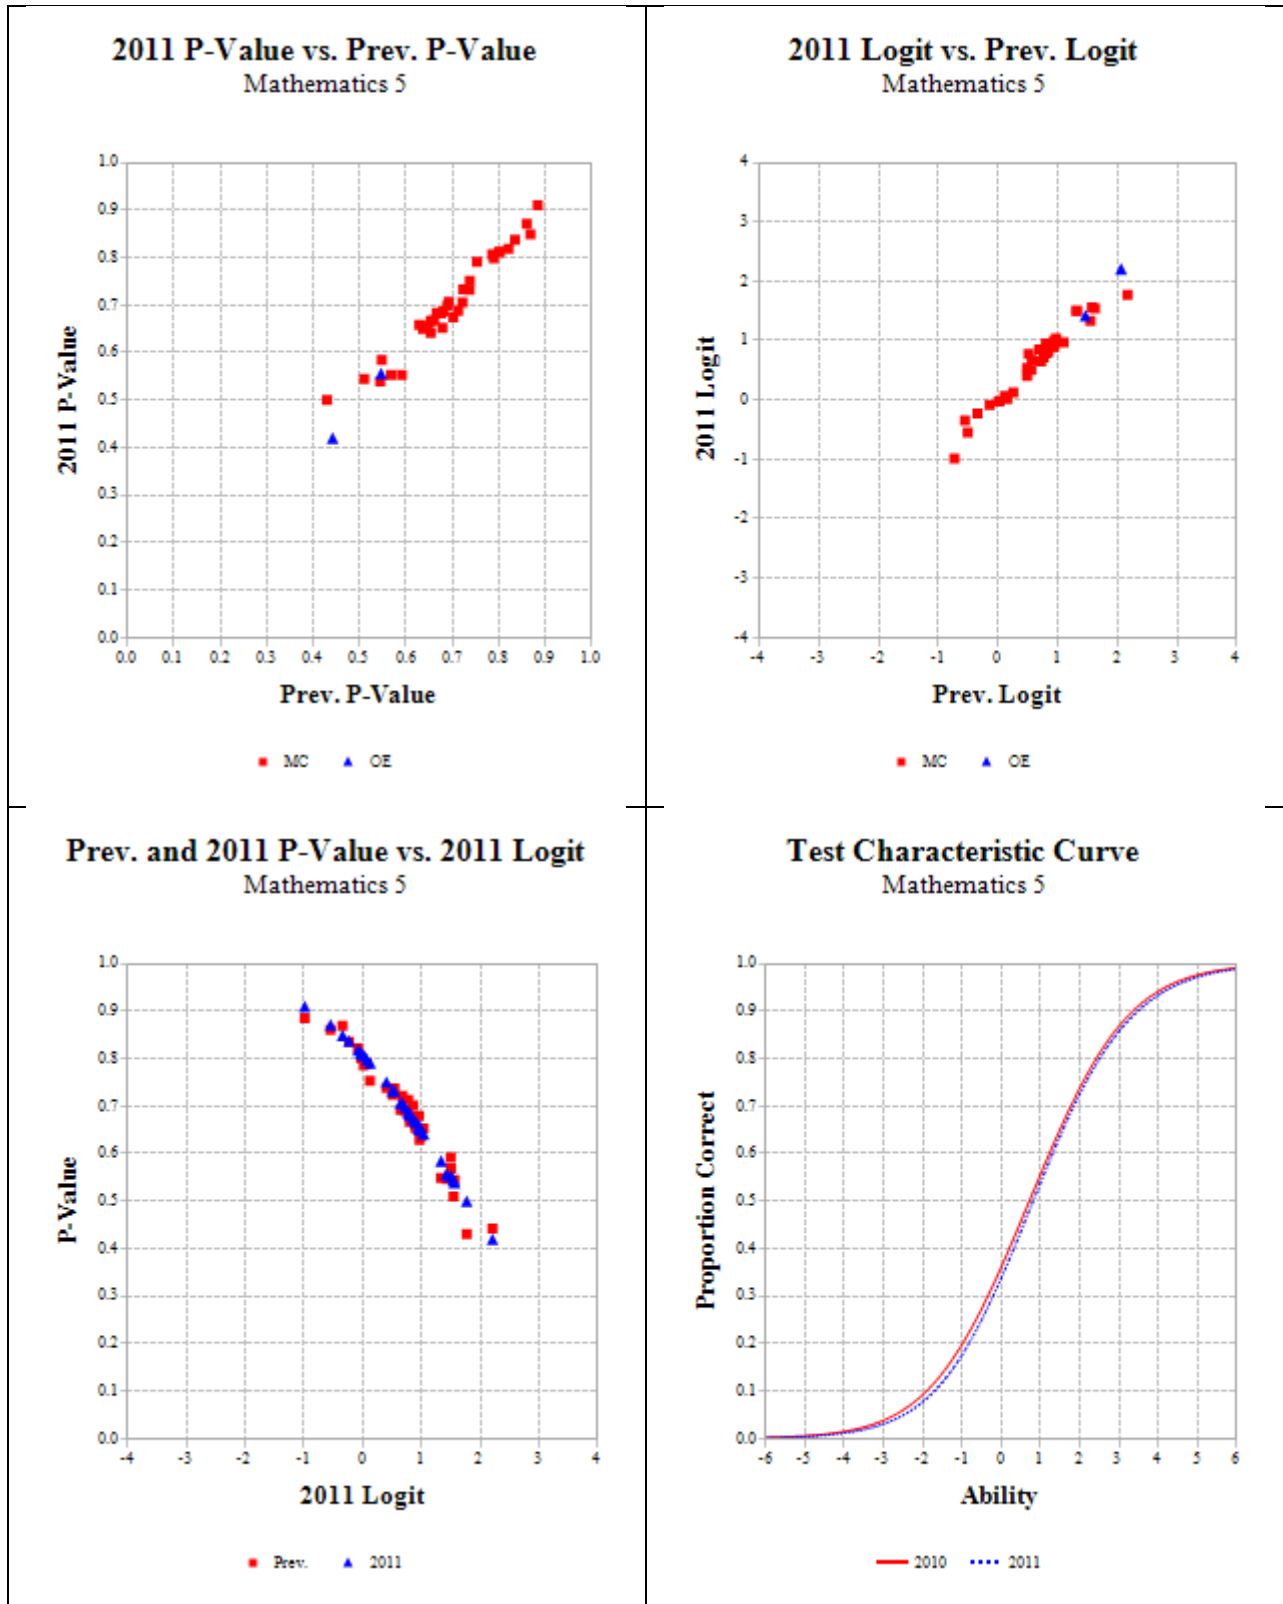 2011 P-Value vs. Prev. P-Value
Mathematics 5
1.0
0.9
0.8
0.7
0.6
0.5
0.4
0.3
0.2
0.1
0.0
2011 P-Value
0.0 0.1 0.2 0.3 0.4 0.5 0.6 0.7 0.8 0.9 1.0
Prev. P-Value
MC OE
2011 Logit vs. Prev. Logit
Mathematics 5
4
3
2
1
0
-1
-2
-3
-4
2011 Logit
-4 -3 -2 -1 0 1 2 3 4
Prev. Logit
MC OE
Prev. and 2011 P-Value vs. 2011 Logit
Mathematics 5
1.0
0.9
0.8
0.7
0.6
0.5
0.4
0.3
0.2
0.1
0.0
P-Value
-4 -3 -2 -1 0 1 2 3 4
2011 Logit
Prev. 2011
Test Characteristic Curve
Mathematics 5
1.0
0.9
0.8
0.7
0.6
0.5
0.4
0.3
0.2
0.1
0.0
Proportion Correct
-6 -5 -4 -3 -2 -1 0 1 2 3 4 5 6
Ability
2010 2011